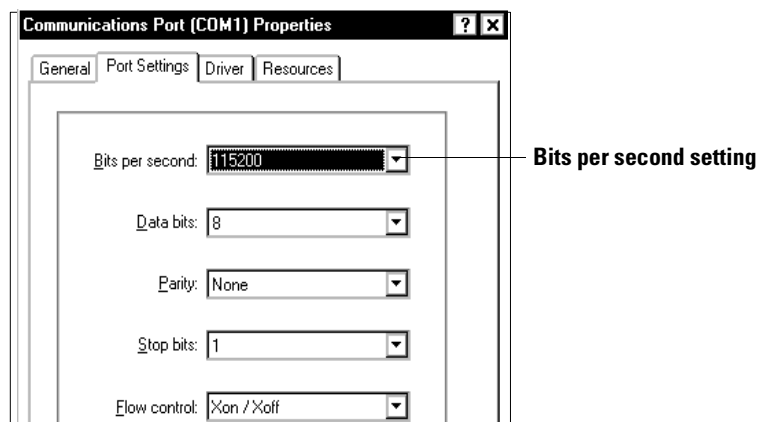 Communications Port (COM1) Properties ? X
General Port Settings Driver Resources
Bits per second: 115200
Bits per second setting
Data bits: 8
Parity: None
Stop bits: 1
Flow control: Xon / Xoff